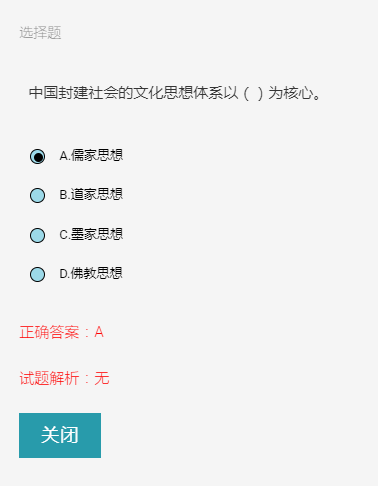 选择题
中国封建社会的文化思想体系以（ ）为核心。
A.儒家思想
B.道家思想
C.墨家思想
D.佛教思想
正确答案：A
试题解析：无
关闭